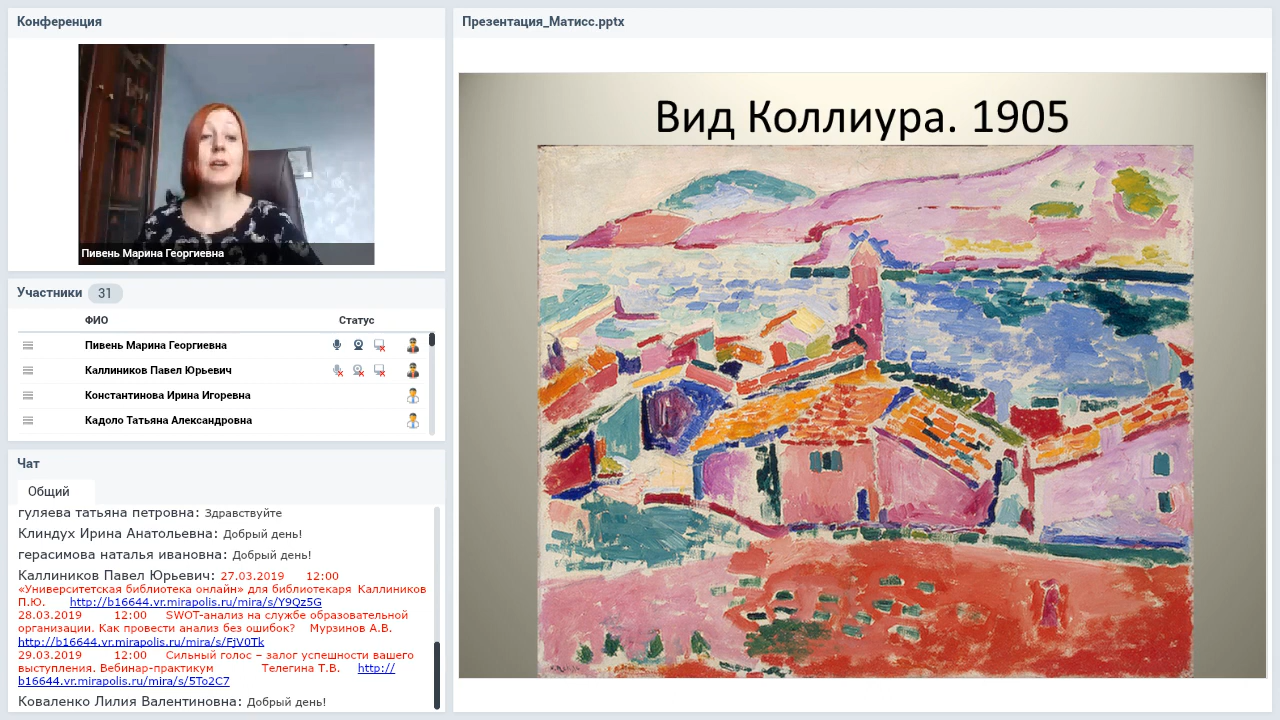 Конференция
Пивень Марина Георгиевна
Участники 31
ФИО Статус
Пивень Марина Георгиевна
Каллиников Павел Юрьевич
Константинова Ирина Игоревна
Кадоло Татьяна Александровна
Чат
Общий
гуляева татьяна петровна: Здравствуйте
Клиндух Ирина Анатольевна: Добрый день!
герасимова наталья ивановна: Добрый день!
Каллиников Павел Юрьевич: 27.03.2019 12:00
«Университетская библиотека онлайн» для библиотекаря Каллиников
П.Ю. http://b16644.vr.mirapolis.ru/mira/s/Y9Qz5G
28.03.2019 12:00 SWOT-анализ на службе образовательной
организации. Как провести анализ без ошибок? Мурзинов А.В.
http://b16644.vr.mirapolis.ru/mira/s/FjV0Tk
29.03.2019 12:00 Сильный голос – залог успешности вашего
выступления. Вебинар-практикум Телегина Т.В. http://
b16644.vr.mirapolis.ru/mira/s/5To2C7
Коваленко Лилия Валентиновна: Добрый день!
Презентация_Матисс.pptx
Вид Коллиура. 1905